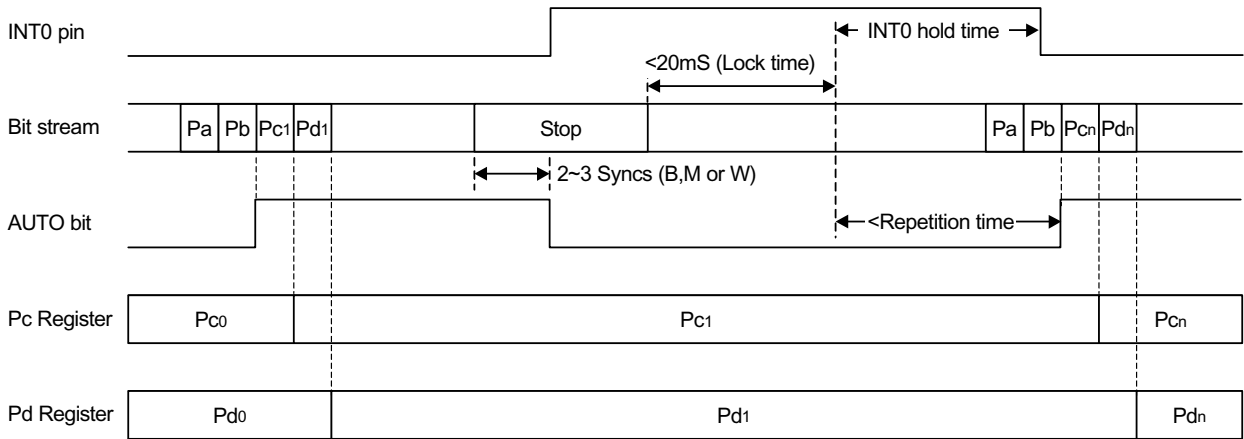 INT0 pin
INT0 hold time
<20mS (Lock time)
Bit stream
Pa Pb Pc1 Pd1 Stop Pa Pb Pcn Pdn
2~3 Syncs (B,M or W)
AUTO bit
<Repetition time
Pc Register Pc0 Pc1 Pcn
Pd Register Pd0 Pd1 Pdn